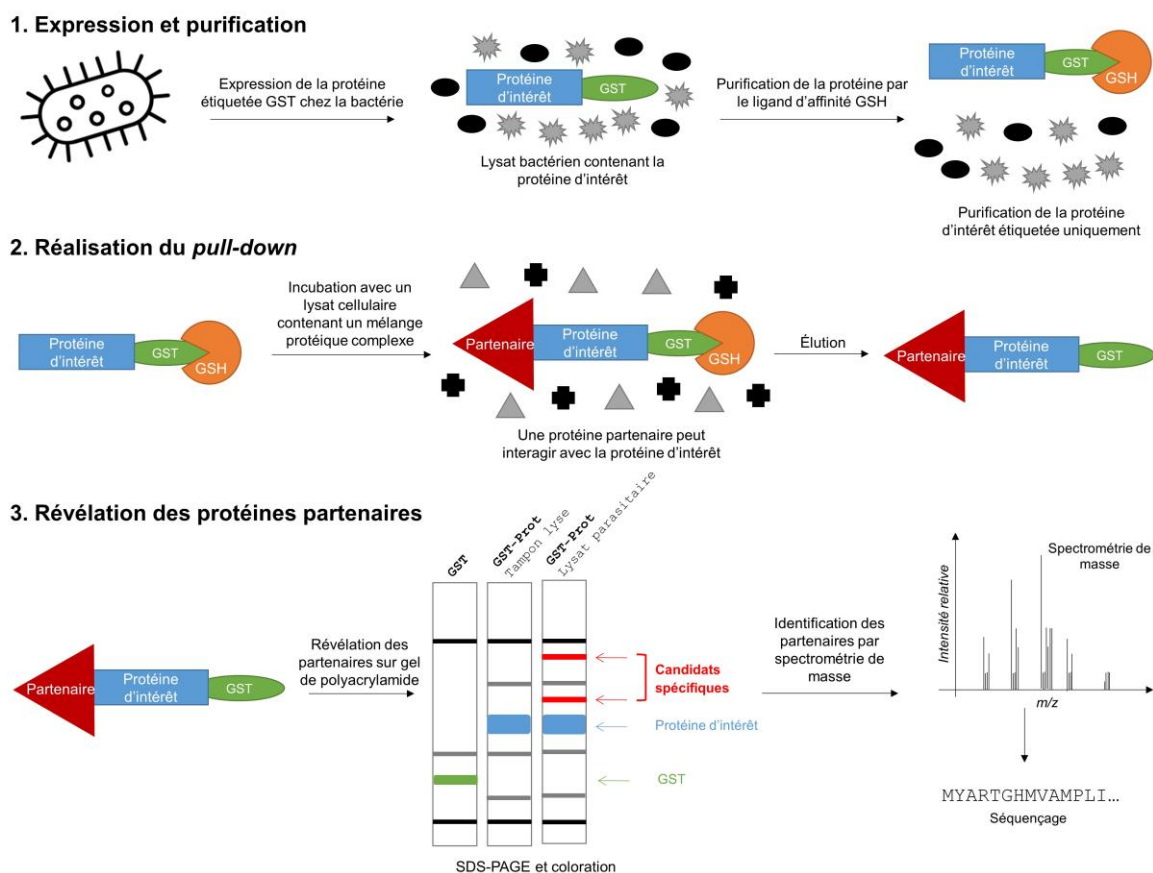 1. Expression et purification
Expression de la protéine
étiquetée GST chez la bactérie
Protéine
d'intérêt
GST
Lysat bactérien contenant la
protéine d'intérêt
Purification de la protéine par
le ligand d'affinité GSH
Protéine
d'intérêt
GST
GSH
Purification de la protéine
d'intérêt étiquetée uniquement
2. Réalisation du pull-down
Protéine
d'intérêt
GST
GSH
Incubation avec un
lysat cellulaire
contenant un mélange
protéique complexe
Partenaire
Protéine
d'intérêt
GST
GSH
Une protéine partenaire peut
interagir avec la protéine d'intérêt
Élution
Partenaire
Protéine
d'intérêt
GST
3. Révélation des protéines partenaires
Partenaire
Protéine
d'intérêt
GST
Révélation des
partenaires sur gel
de polyacrylamide
GST
GST-Prot
Tampon lyse
GST-Prot
Lysat parasitaire
Candidats
spécifiques
Protéine d'intérêt
GST
SDS-PAGE et coloration
Identification des
partenaires par
spectrométrie de
masse
Spectrométrie de
masse
Intensité relative
m/z
MYARTGHMVAMPLI…
Séquençage